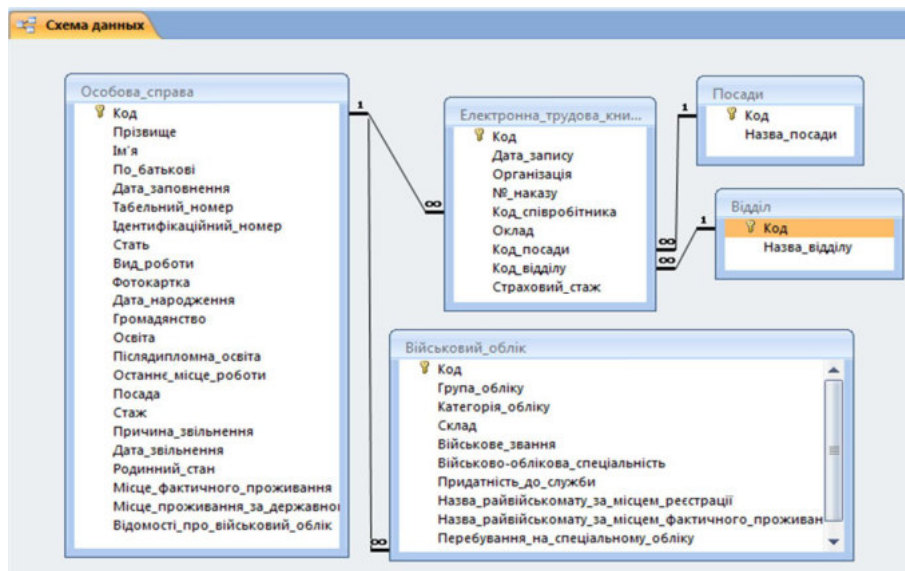 Схема данных
Особова_справа
Код
Прізвище
Ім'я
По_батькові
Дата_заповнення
Табельний_номер
Ідентифікаційний_номер
Стать
Вид_роботи
Фотокартка
Дата_народження
Громадянство
Освіта
Післядипломна_освіта
Останнє_місце_роботи
Посада
Стаж
Причина_звільнення
Дата_звільнення
Родинний_стан
Місце_фактичного_проживання
Місце_проживання_за_державної
Відомості_про_військовий_облік
1
∞
∞
Електронна_трудова_кни...
Код
Дата_запису
Організація
№_наказу
Код_співробітника
Оклад
Код_посади
Код_відділу
Страховий_стаж
1
∞
Посади
Код
Назва_посади
1
∞
Відділ
Код
Назва_відділу
Військовий_облік
Код
Група_обліку
Категорія_обліку
Склад
Військове_звання
Військово-облікова_спеціальність
Придатність_до_служби
Назва_райвійськомату_за_місцем_реєстрації
Назва_райвійськомату_за_місцем_фактичного_проживан
Перебування_на_спеціальному_обліку